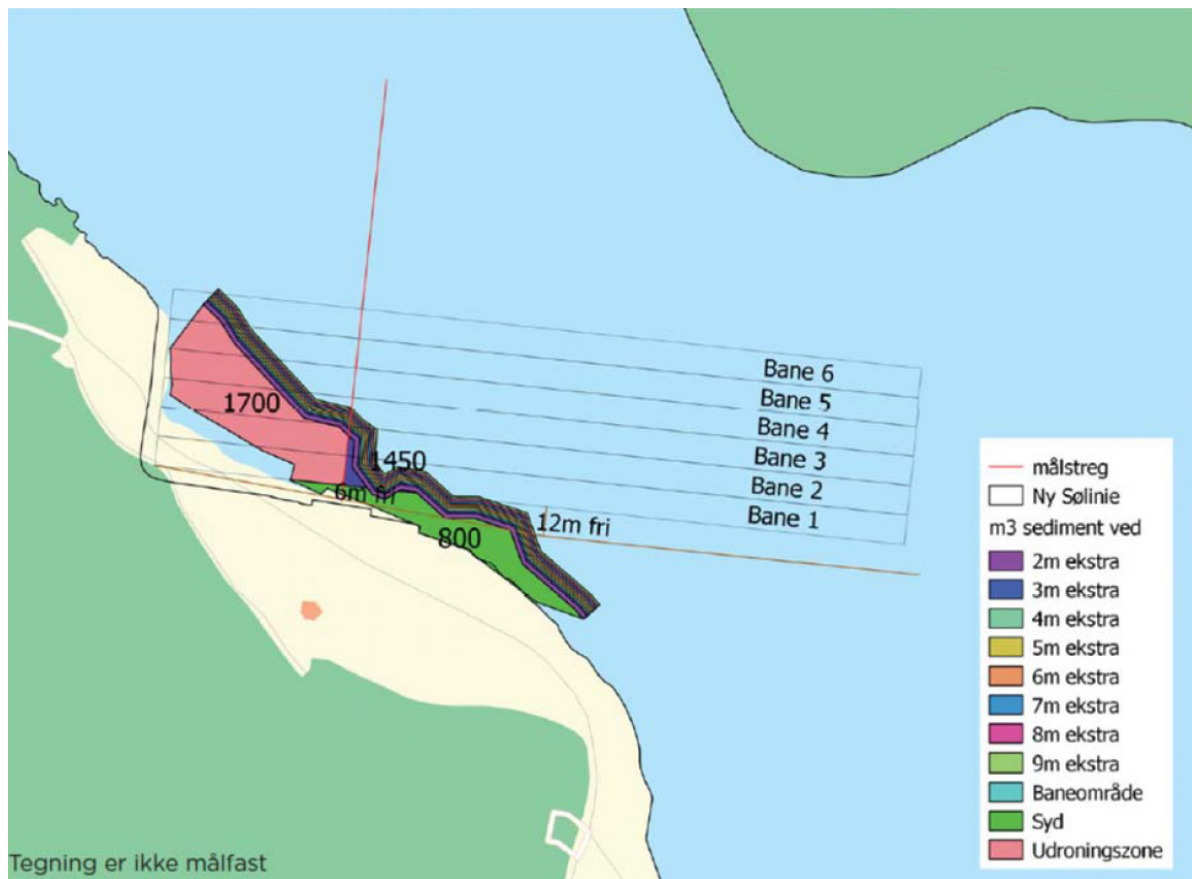 Bane 6
Bane 5
Bane 4
Bane 3
Bane 2
Bane 1
1700
1450
6m fri
12m fri
800
målstreg
Ny Sølinie
m3 sediment ved
2m ekstra
3m ekstra
4m ekstra
5m ekstra
6m ekstra
7m ekstra
8m ekstra
9m ekstra
Baneområde
Syd
Udroningszone
Tegning er ikke målfast